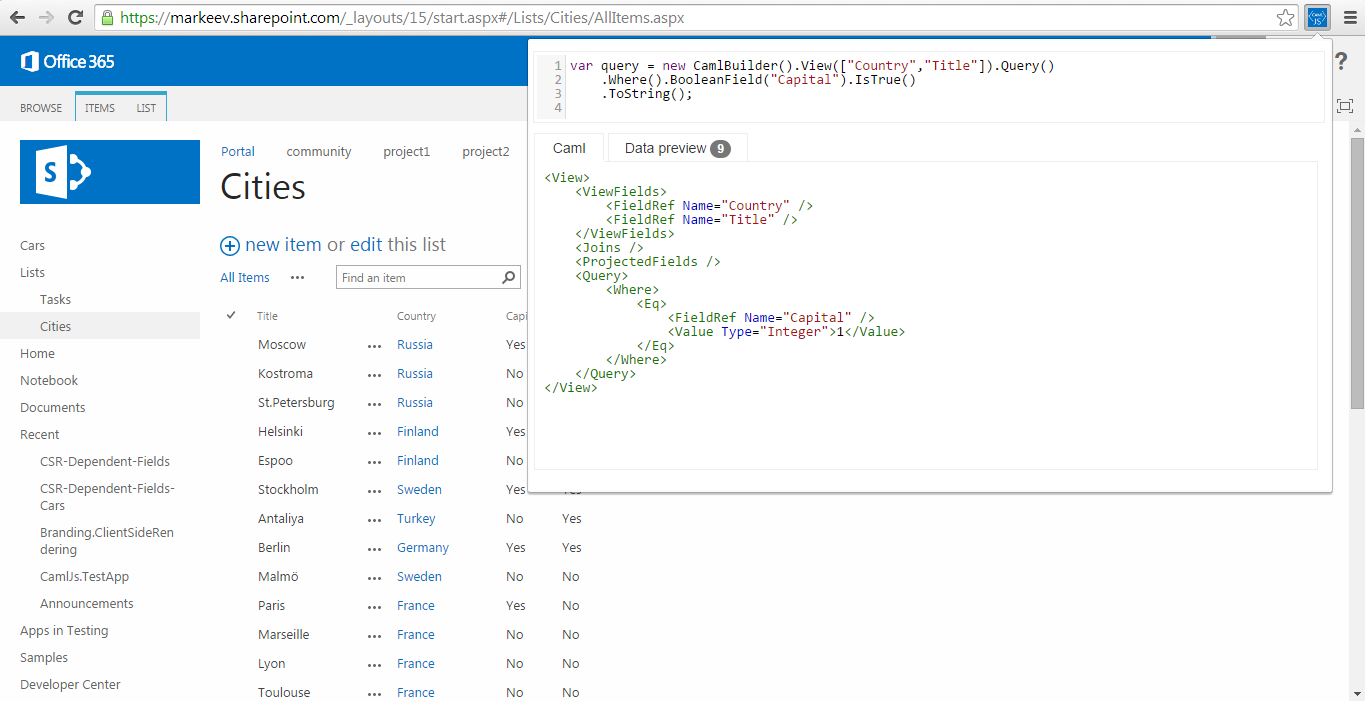 https://markeev.sharepoint.com/_layouts/15/start.aspx#/Lists/Cities/AllItems.aspx
Office 365
BROWSE ITEMS LIST
S
Portal community project1 project2
Cities
new item or edit this list
All Items ••• Find an item
Cars
Lists
Tasks
Cities
Home
Notebook
Documents
Recent
CSR-Dependent-Fields
CSR-Dependent-Fields-
Cars
Branding.ClientSideRen
dering
CamlJs.TestApp
Announcements
Apps in Testing
Samples
Developer Center
Title Country Capi
Moscow ••• Russia Yes
Kostroma ••• Russia No
St.Petersburg ••• Russia No
Helsinki ••• Finland Yes
Espoo ••• Finland No
Stockholm ••• Sweden Yes Yes
Antaliya ••• Turkey No Yes
Berlin ••• Germany Yes Yes
Malmö ••• Sweden No No
Paris ••• France Yes No
Marseille ••• France No No
Lyon ••• France No No
Toulouse ••• France No No
1 var query = new CamlBuilder().View(["Country","Title"]).Query()
2     .Where().BooleanField("Capital").IsTrue()
3     .ToString();
4
Caml Data preview 9
<View>
    <ViewFields>
        <FieldRef Name="Country" />
        <FieldRef Name="Title" />
    </ViewFields>
    <Joins />
    <ProjectedFields />
    <Query>
        <Where>
            <Eq>
                <FieldRef Name="Capital" />
                <Value Type="Integer">1</Value>
            </Eq>
        </Where>
    </Query>
</View>
?